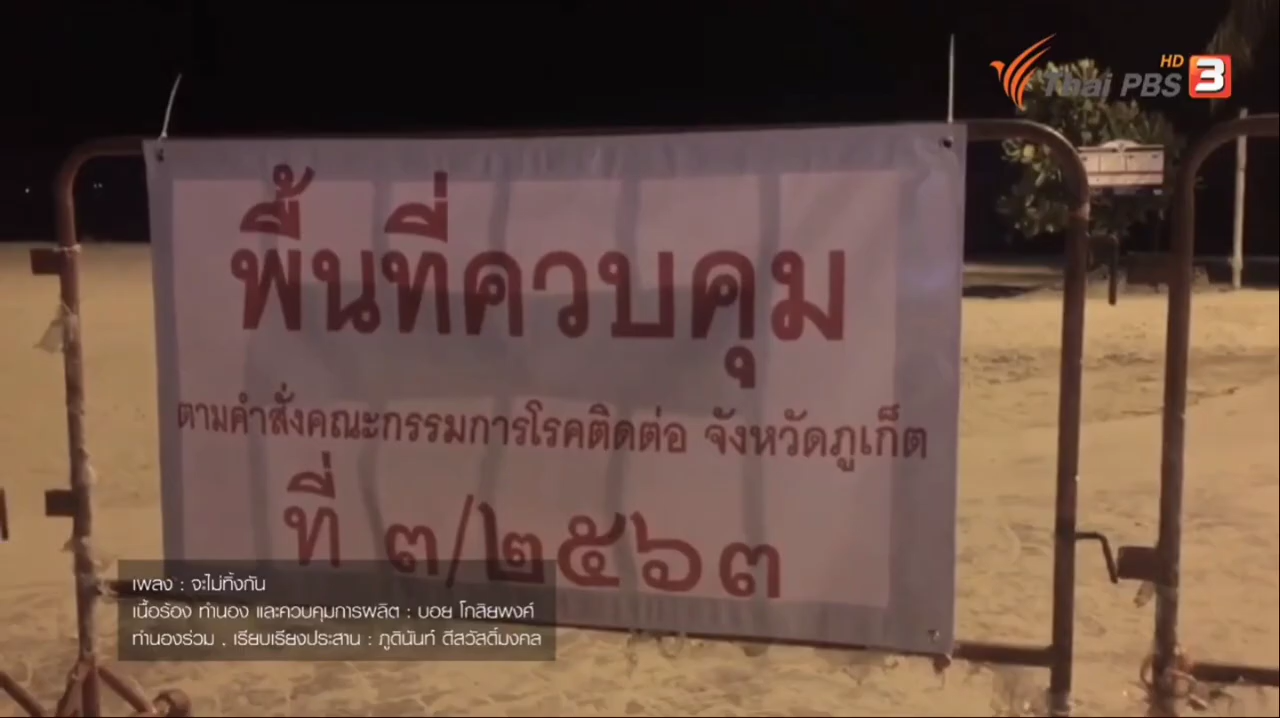 HD
Thai PBS 3
พื้นที่ควบคุม
ตามคำสั่งคณะกรรมการโรคติดต่อ จังหวัดภูเก็ต
ที่ ๓/๒๕๖๓
เพลง : จะไม่ทิ้งกัน
เนื้อร้อง ทำนอง และควบคุมการผลิต : บอย โกสิยพงศ์
ทำนองร่วม , เรียบเรียงประสาน : ภูตินันท์ ดีสวัสดิ์มงคล